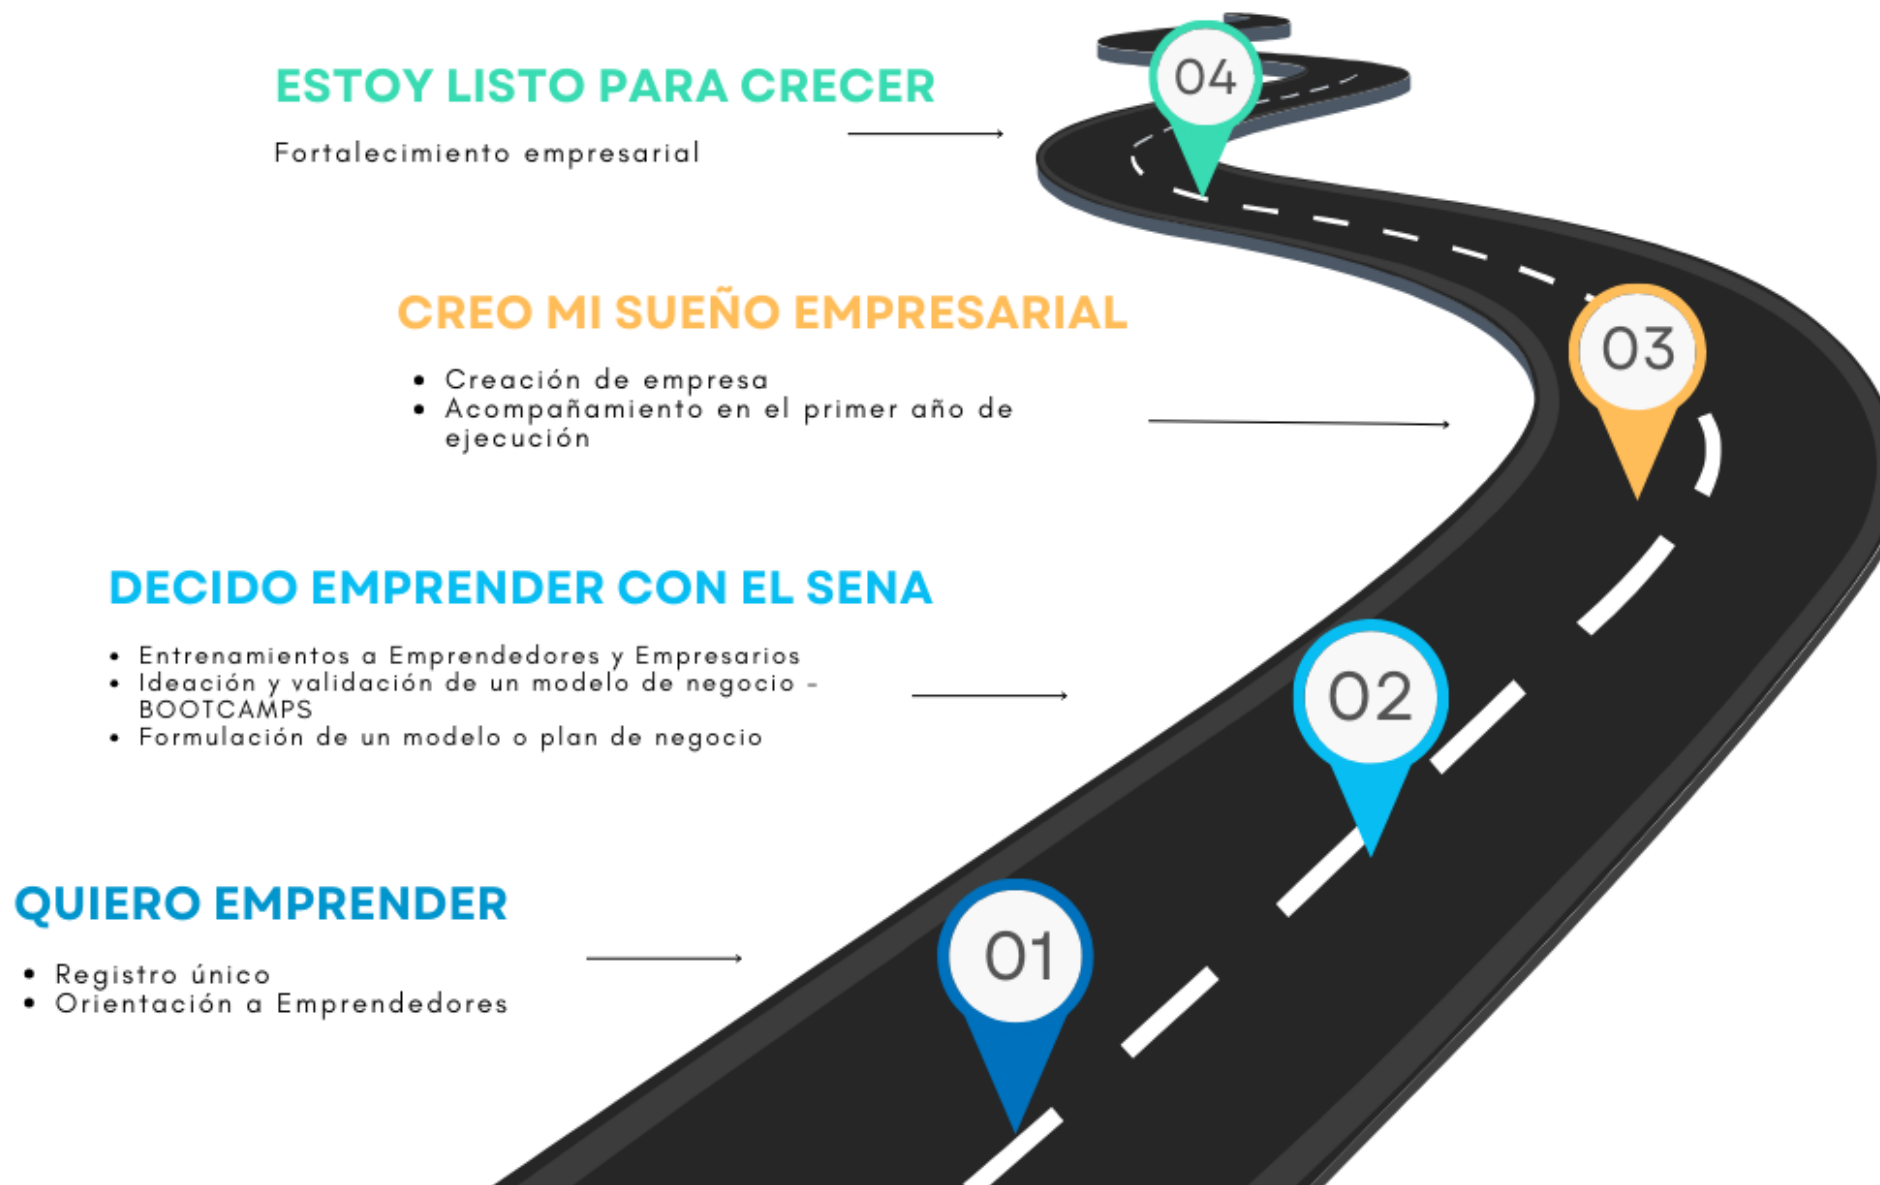 ESTOY LISTO PARA CRECER
Fortalecimiento empresarial
04
CREO MI SUEÑO EMPRESARIAL
• Creación de empresa
• Acompañamiento en el primer año de
ejecución
03
DECIDO EMPRENDER CON EL SENA
• Entrenamientos a Emprendedores y Empresarios
• Ideación y validación de un modelo de negocio -
BOOTCAMPS
• Formulación de un modelo o plan de negocio
02
QUIERO EMPRENDER
• Registro único
• Orientación a Emprendedores
01